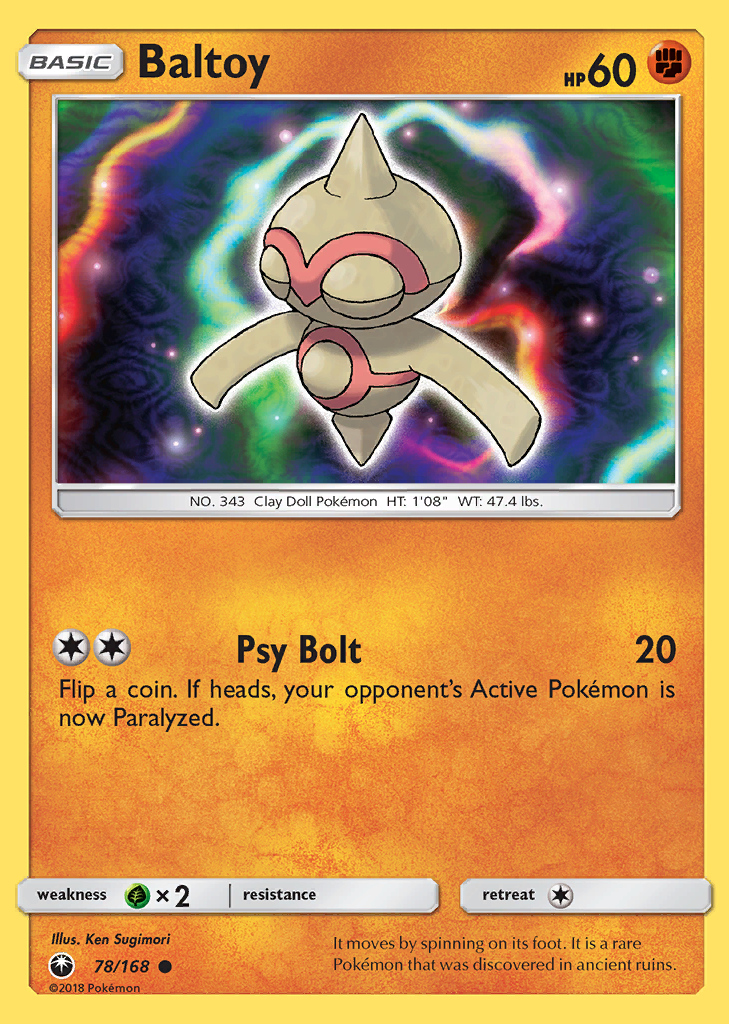 BASIC Baltoy HP60
NO. 343 Clay Doll Pokémon HT: 1'08" WT: 47.4 lbs.
Psy Bolt 20
Flip a coin. If heads, your opponent's Active Pokémon is
now Paralyzed.
weakness ×2 resistance retreat
Illus. Ken Sugimori
78/168
©2018 Pokémon
It moves by spinning on its foot. It is a rare
Pokémon that was discovered in ancient ruins.